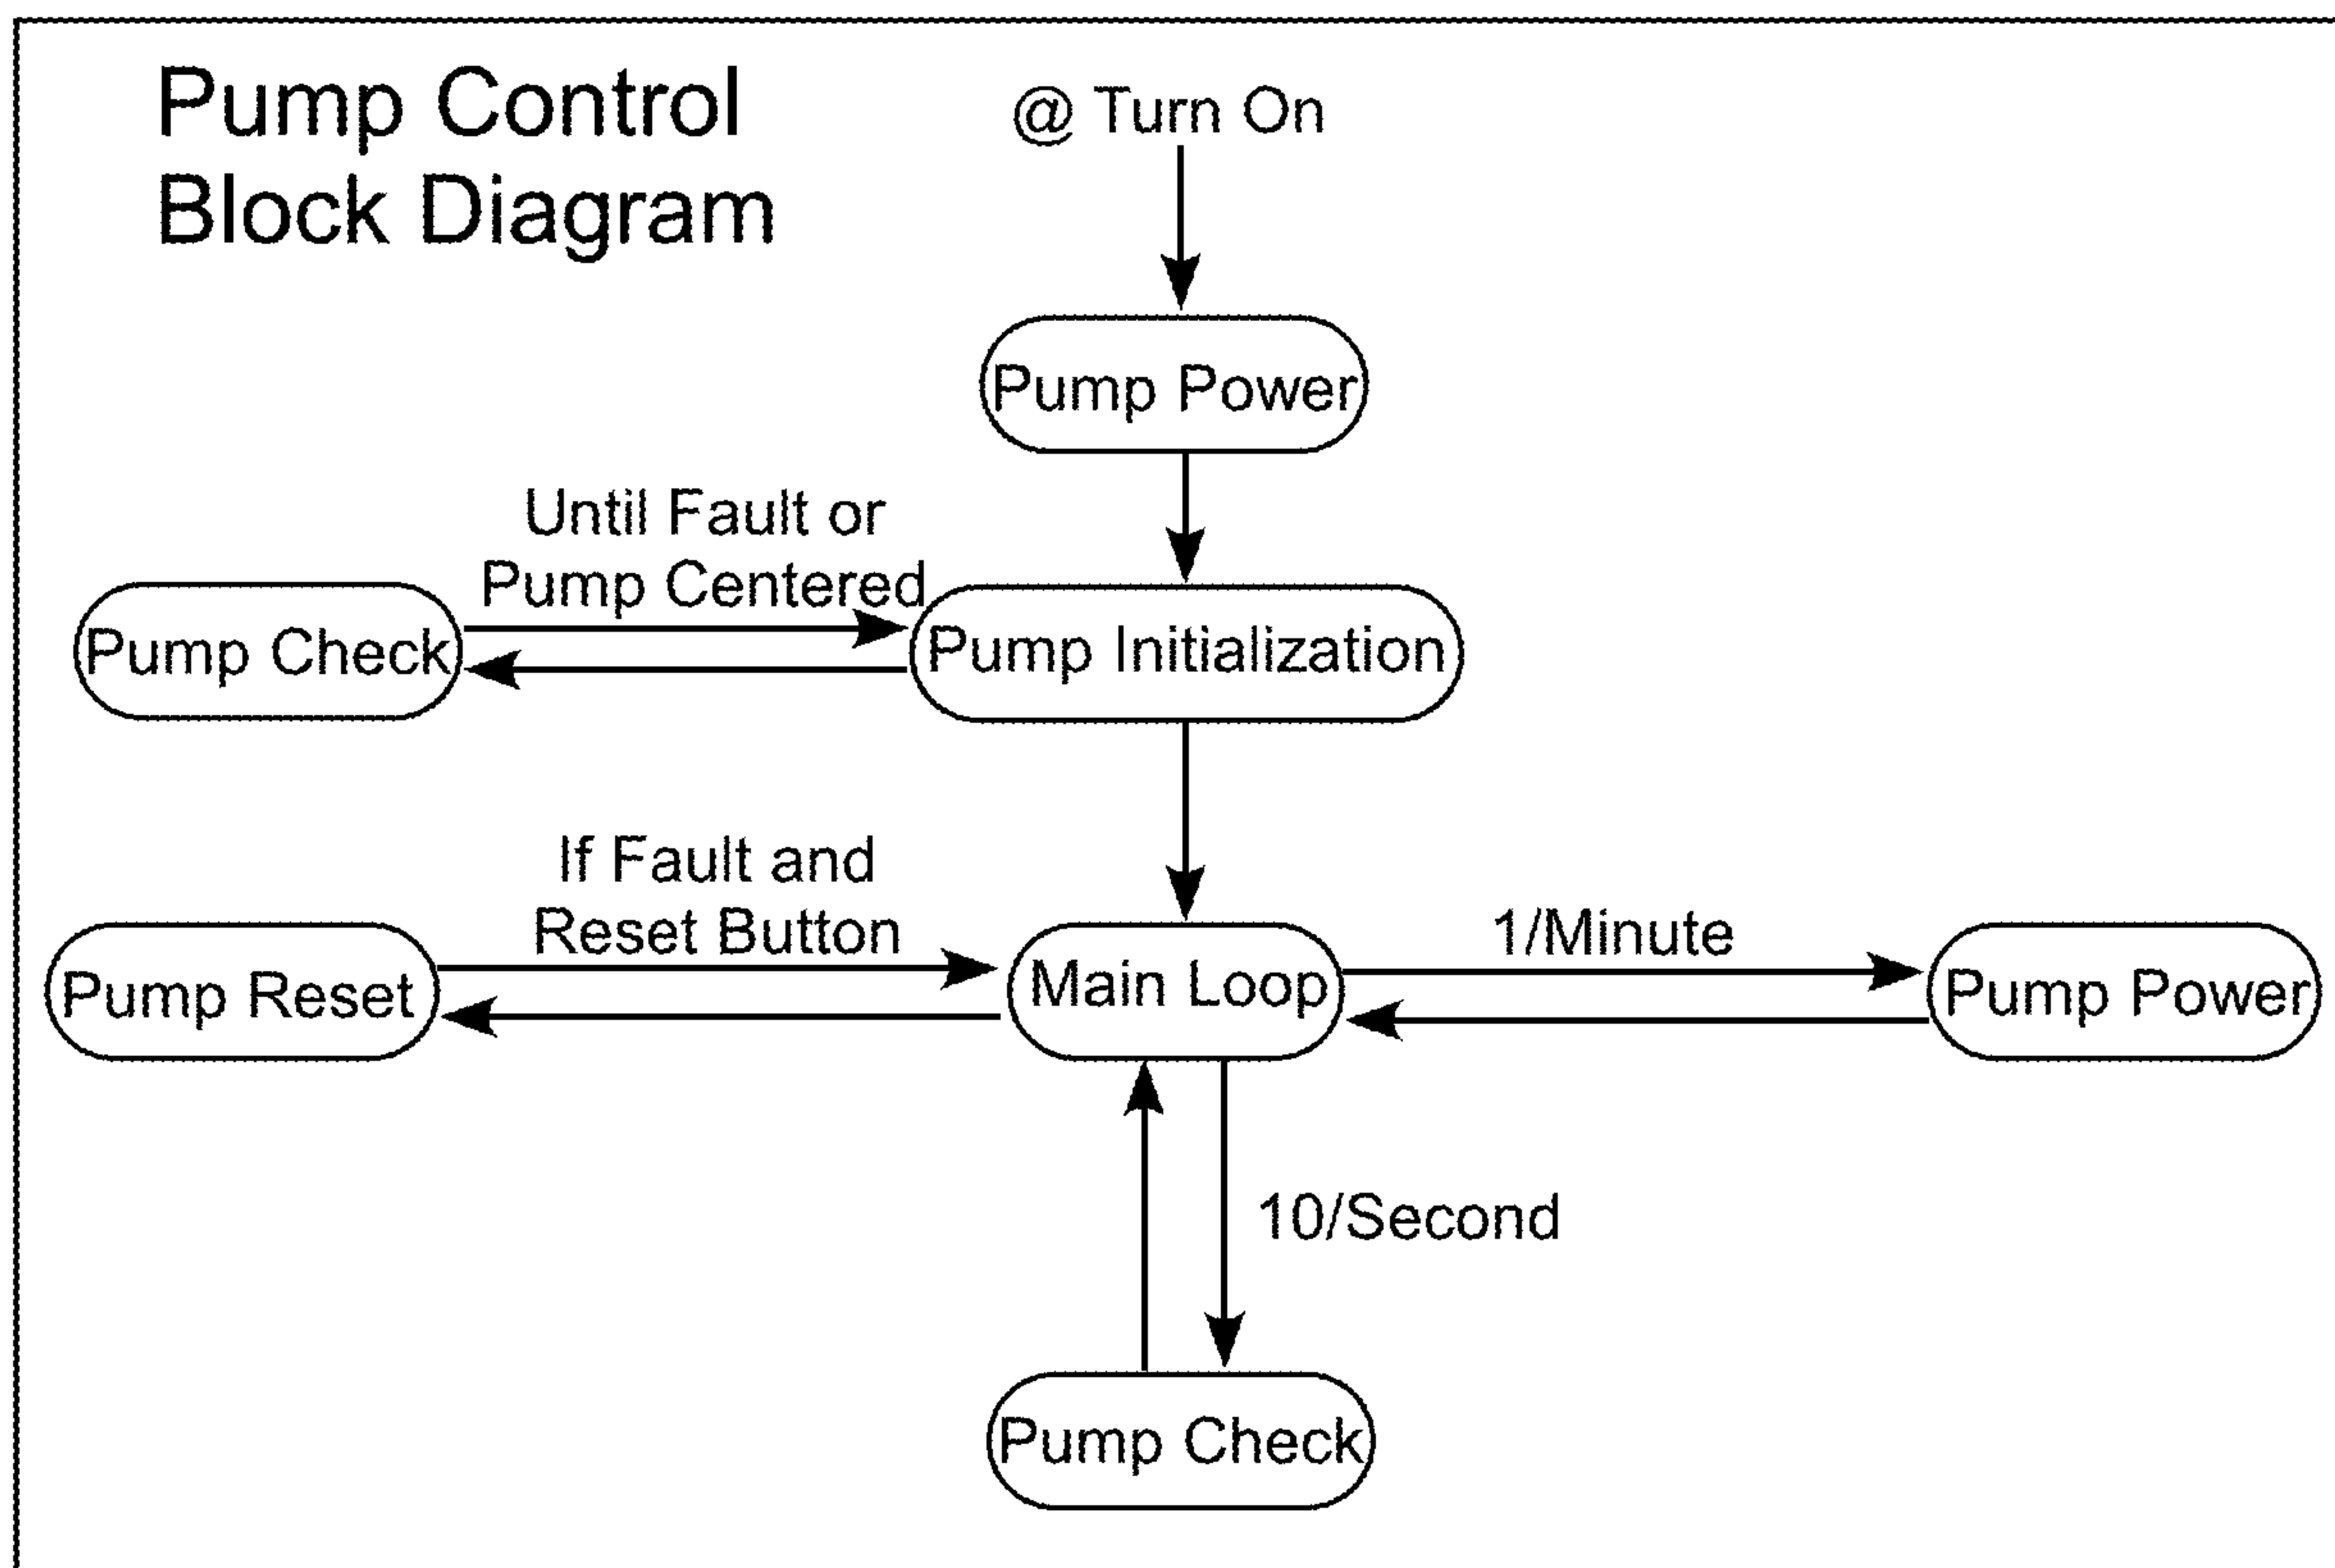 Pump Control
Block Diagram
@ Turn On
Pump Power
Until Fault or
Pump Centered
Pump Check
Pump Initialization
If Fault and
Reset Button
1/Minute
Pump Reset
Main Loop
Pump Power
10/Second
Pump Check